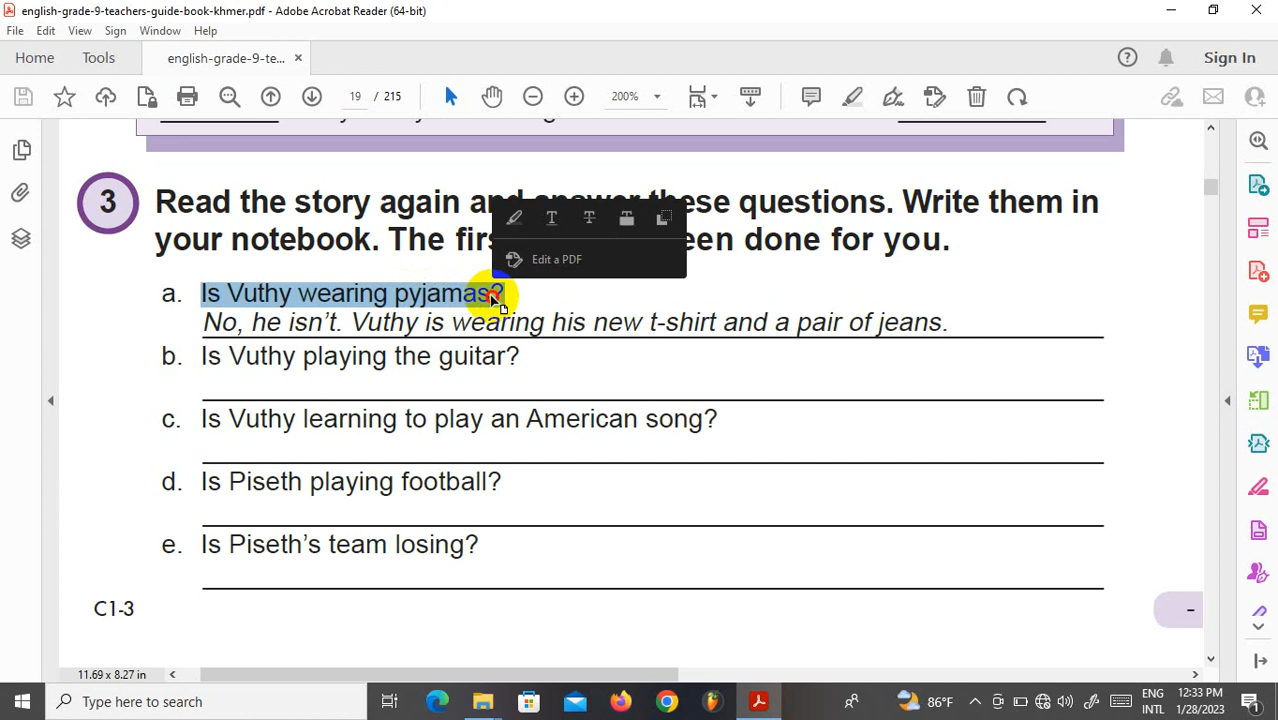 english-grade-9-teachers-guide-book-khmer.pdf - Adobe Acrobat Reader (64-bit)
File Edit View Sign Window Help
Home Tools english-grade-9-te... × Sign In
19 / 215 200%
3 Read the story again and answer these questions. Write them in
your notebook. The first been done for you.
Edit a PDF
a. Is Vuthy wearing pyjamas?
No, he isn't. Vuthy is wearing his new t-shirt and a pair of jeans.
b. Is Vuthy playing the guitar?
c. Is Vuthy learning to play an American song?
d. Is Piseth playing football?
e. Is Piseth's team losing?
C1-3
-
11.69 x 8.27 in
Type here to search 86°F ENG 12:33 PM
INTL 1/28/2023